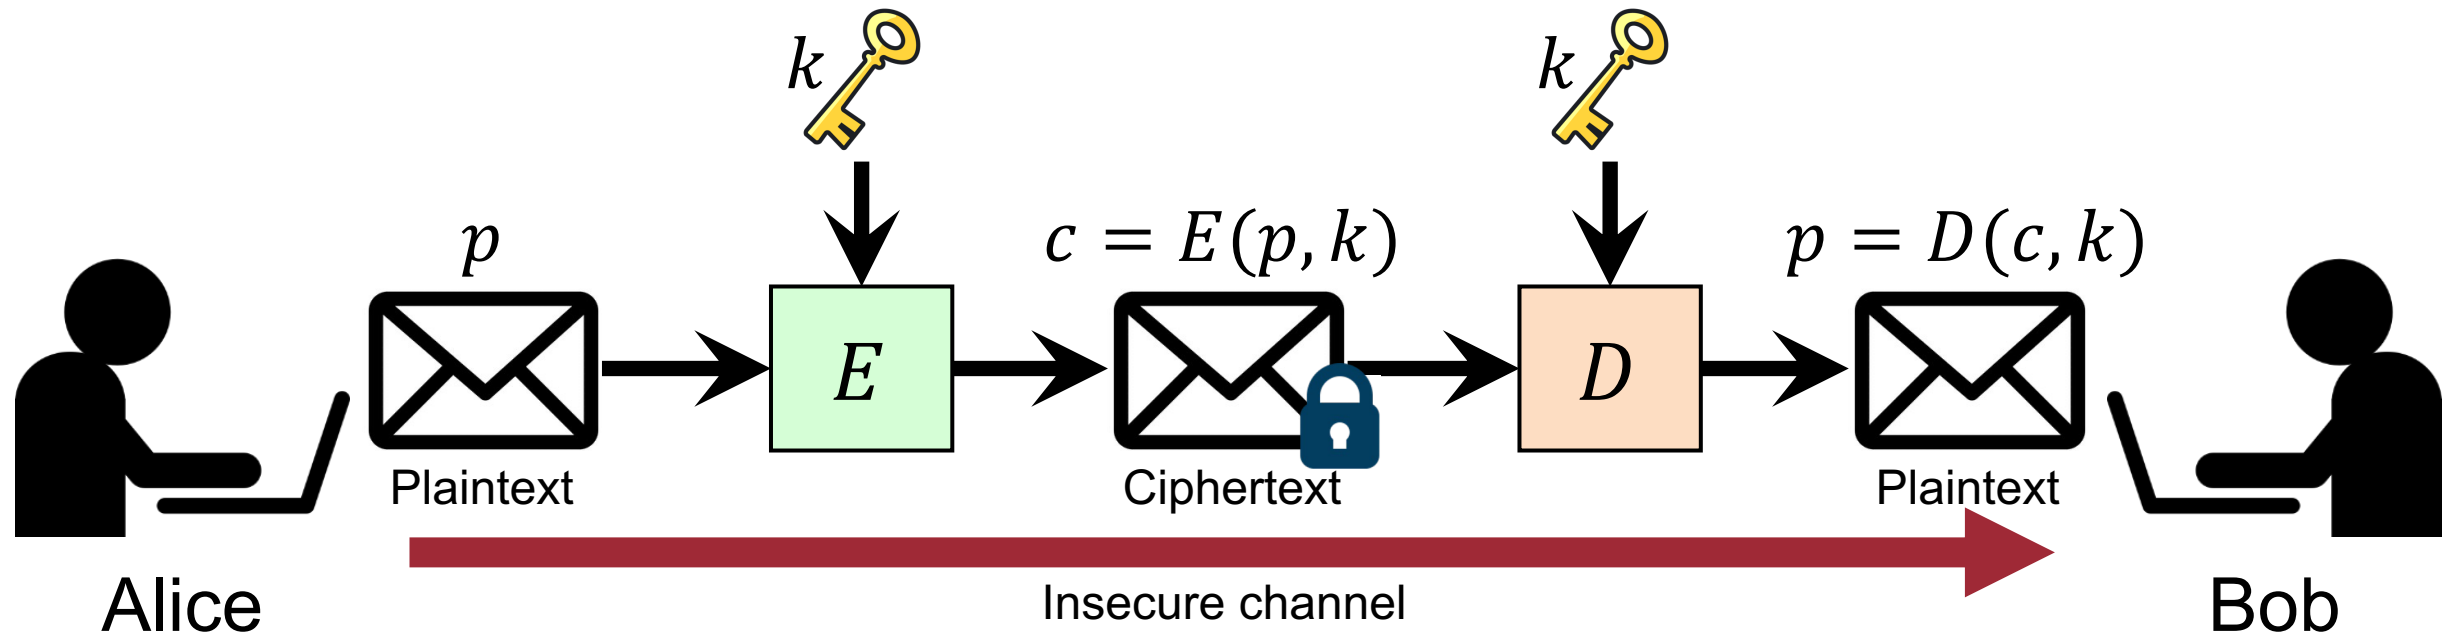 k
k
p
c = E(p, k)
p = D(c, k)
E
D
Plaintext
Ciphertext
Plaintext
Insecure channel
Alice
Bob